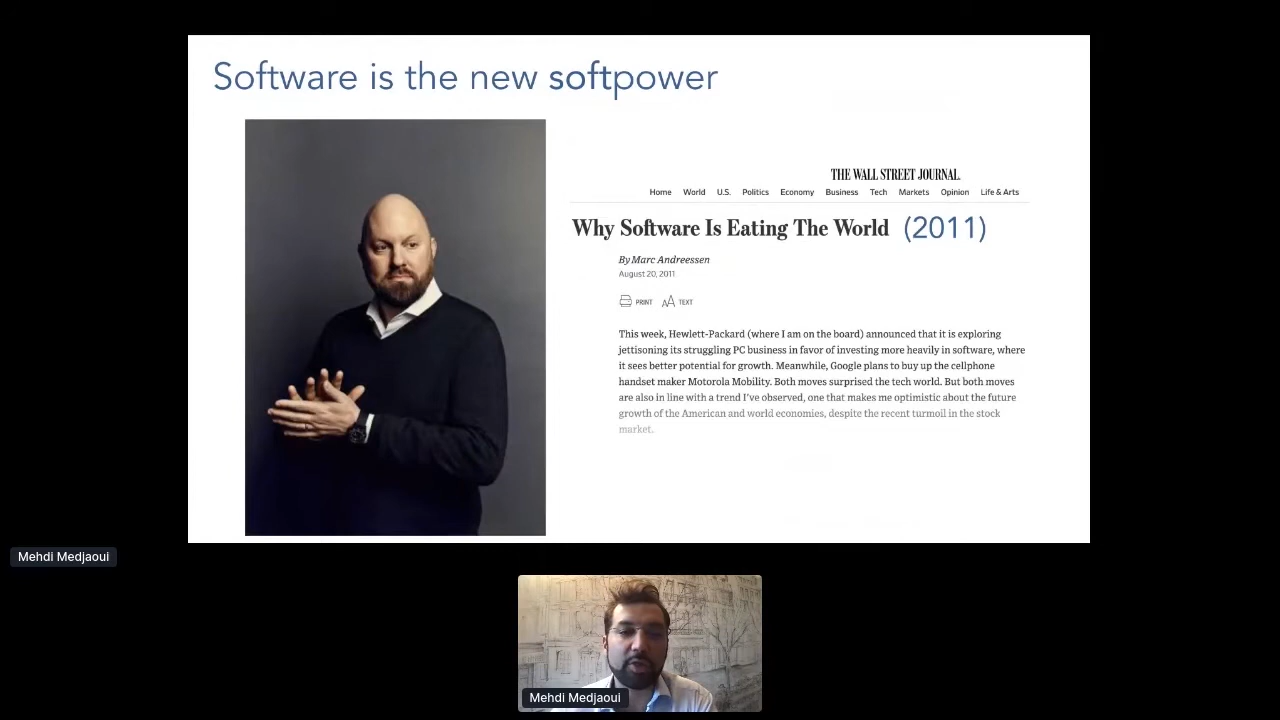 Software is the new softpower
THE WALL STREET JOURNAL.
Home World U.S. Politics Economy Business Tech Markets Opinion Life & Arts
Why Software Is Eating The World (2011)
By Marc Andreessen
August 20, 2011
PRINT AA TEXT
This week, Hewlett-Packard (where I am on the board) announced that it is exploring
jettisoning its struggling PC business in favor of investing more heavily in software, where
it sees better potential for growth. Meanwhile, Google plans to buy up the cellphone
handset maker Motorola Mobility. Both moves surprised the tech world. But both moves
are also in line with a trend I've observed, one that makes me optimistic about the future
growth of the American and world economies, despite the recent turmoil in the stock
market.
Mehdi Medjaoui
Mehdi Medjaoui